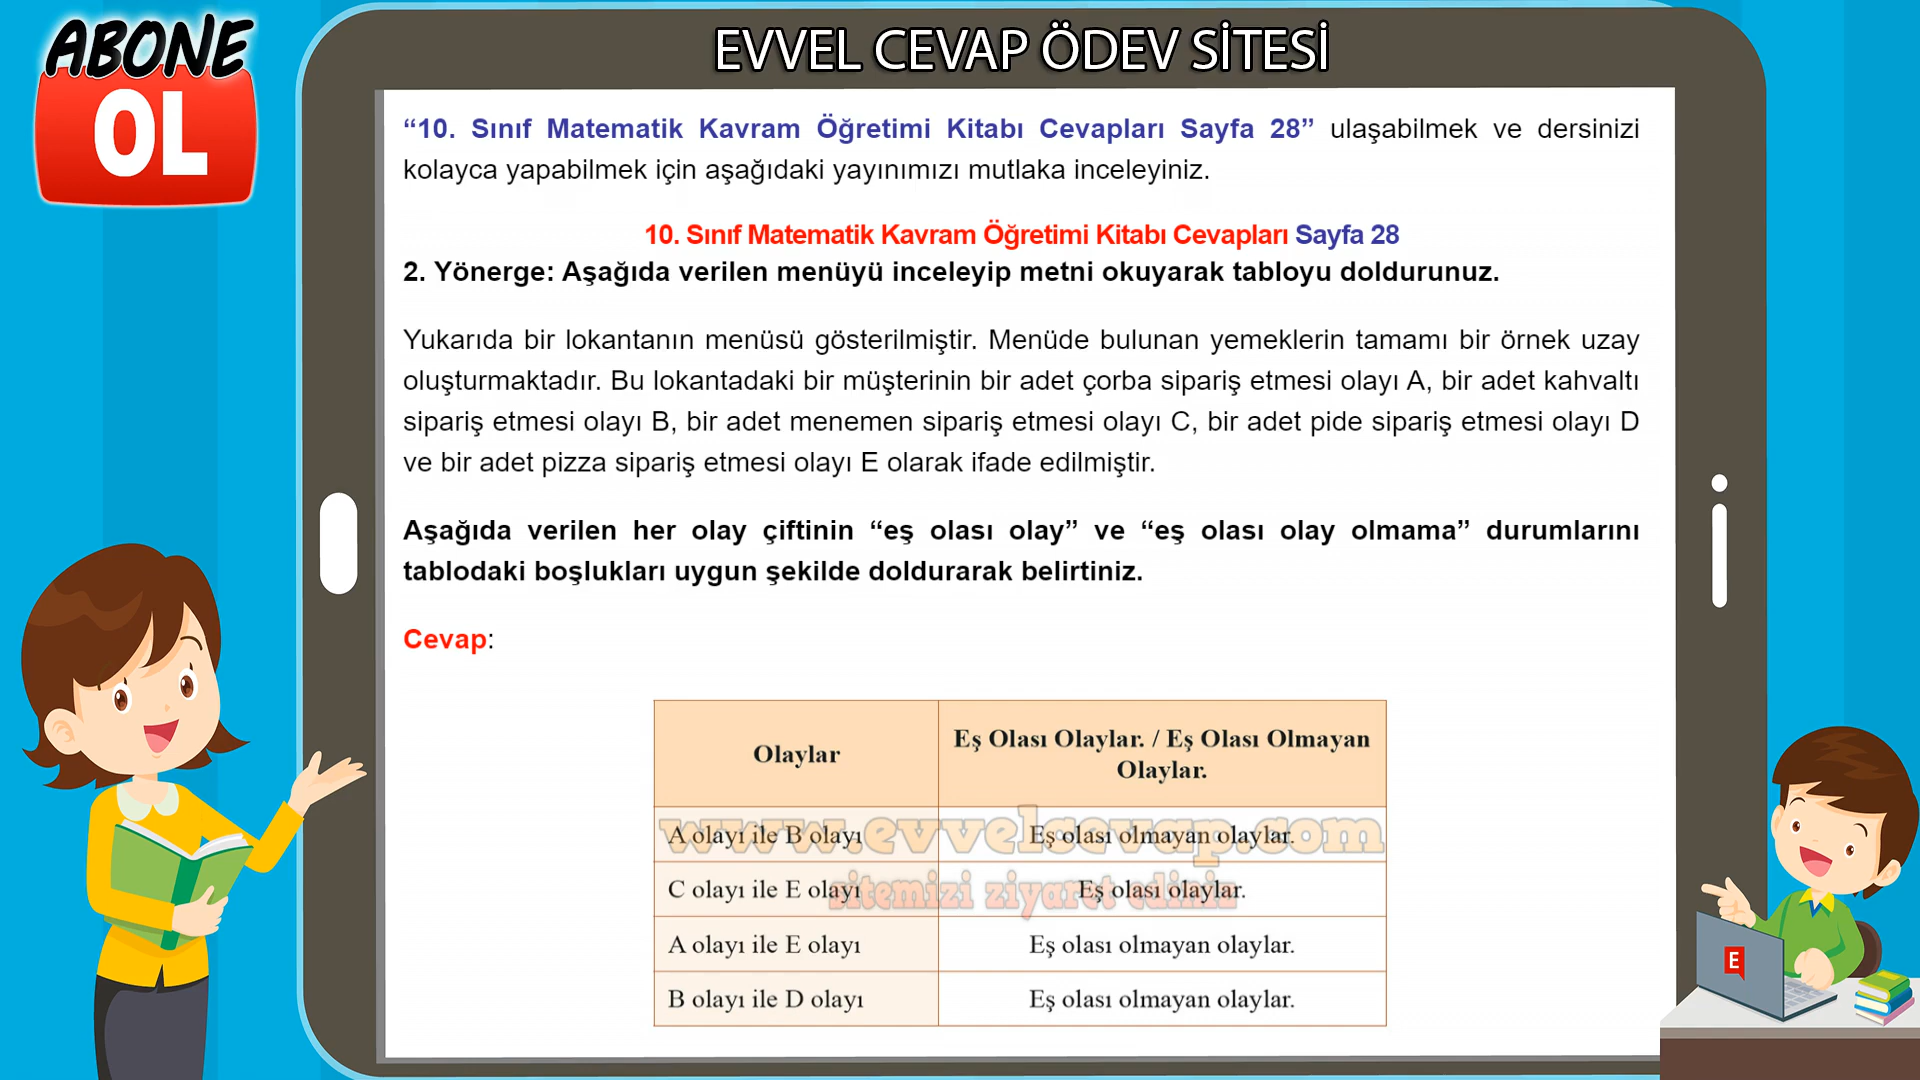 ABONE
OL
EVVEL CEVAP ÖDEV SİTESİ
“10. Sınıf Matematik Kavram Öğretimi Kitabı Cevapları Sayfa 28” ulaşabilmek ve dersinizi
kolayca yapabilmek için aşağıdaki yayınımızı mutlaka inceleyiniz.
10. Sınıf Matematik Kavram Öğretimi Kitabı Cevapları Sayfa 28
2. Yönerge: Aşağıda verilen menüyü inceleyip metni okuyarak tabloyu doldurunuz.
Yukarıda bir lokantanın menüsü gösterilmiştir. Menüde bulunan yemeklerin tamamı bir örnek uzay
oluşturmaktadır. Bu lokantadaki bir müşterinin bir adet çorba sipariş etmesi olayı A, bir adet kahvaltı
sipariş etmesi olayı B, bir adet menemen sipariş etmesi olayı C, bir adet pide sipariş etmesi olayı D
ve bir adet pizza sipariş etmesi olayı E olarak ifade edilmiştir.
Aşağıda verilen her olay çiftinin “eş olası olay” ve “eş olası olay olmama” durumlarını
tablodaki boşlukları uygun şekilde doldurarak belirtiniz.
Cevap:
Olaylar
Eş Olası Olaylar. / Eş Olası Olmayan
Olaylar.
A olayı ile B olayı
Eş olası olmayan olaylar.
www.evvelcevap.com
C olayı ile E olayı
Eş olası olaylar.
sitemizi ziyaret ediniz
A olayı ile E olayı
Eş olası olmayan olaylar.
B olayı ile D olayı
Eş olası olmayan olaylar.
E